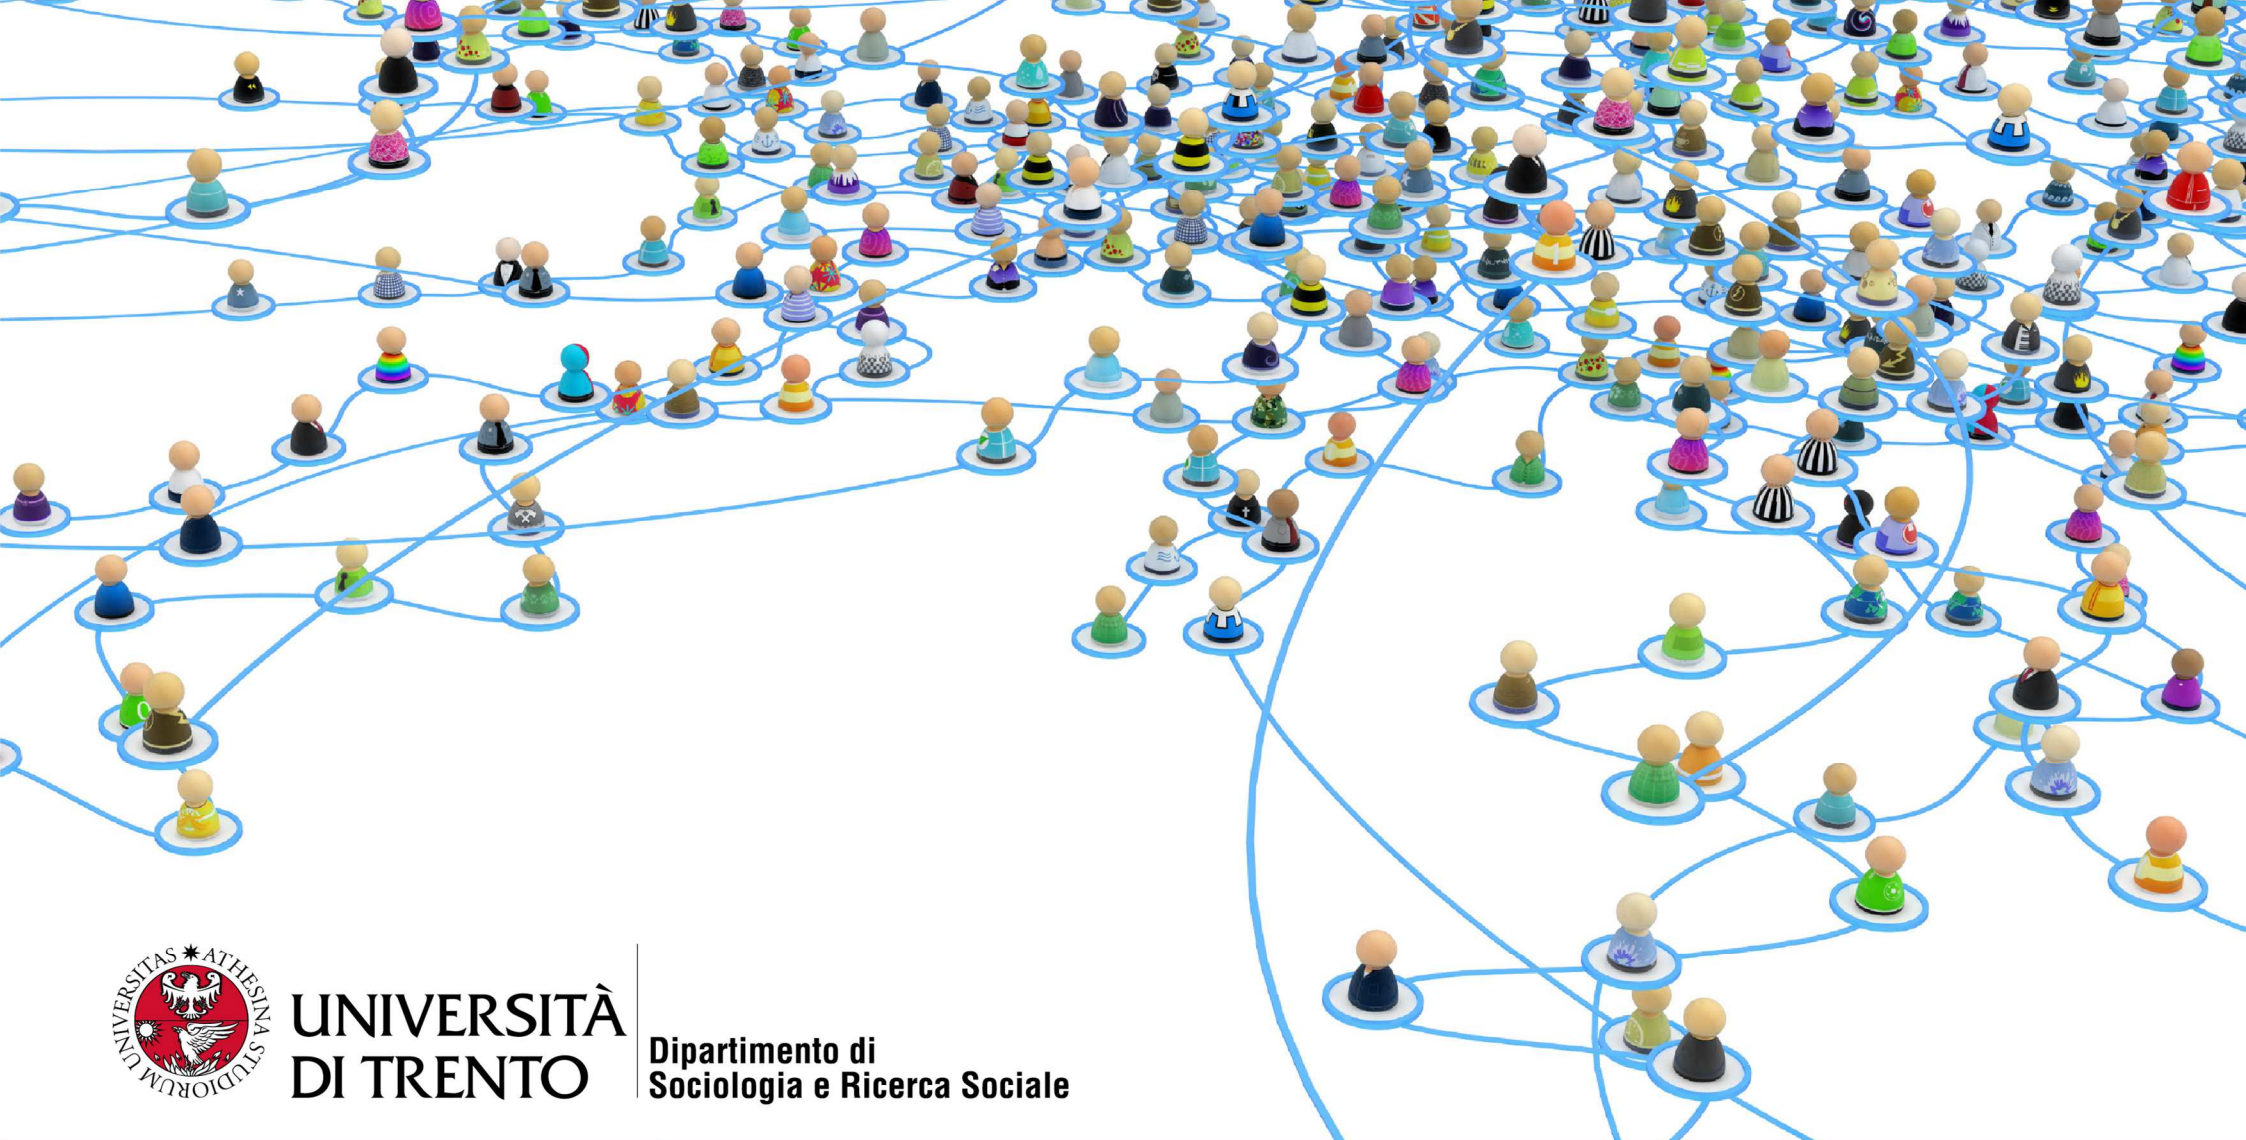 UNIVERSITAS ATHESINA STUDIORUM
UNIVERSITÀ
DI TRENTO
Dipartimento di
Sociologia e Ricerca Sociale